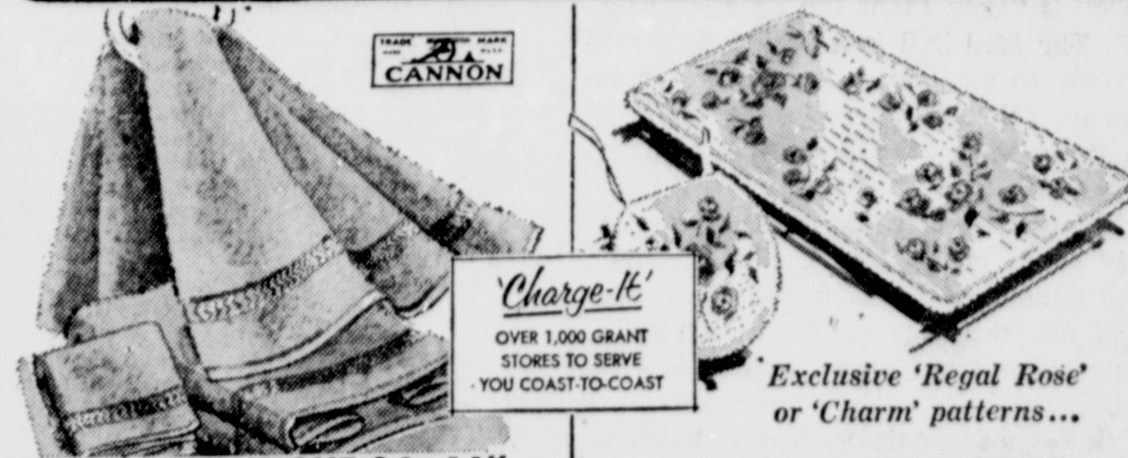 TRADE MARK
CANNON
'Charge-It'
OVER 1,000 GRANT
STORES TO SERVE
YOU COAST-TO-COAST
Exclusive 'Regal Rose'
or 'Charm' patterns...